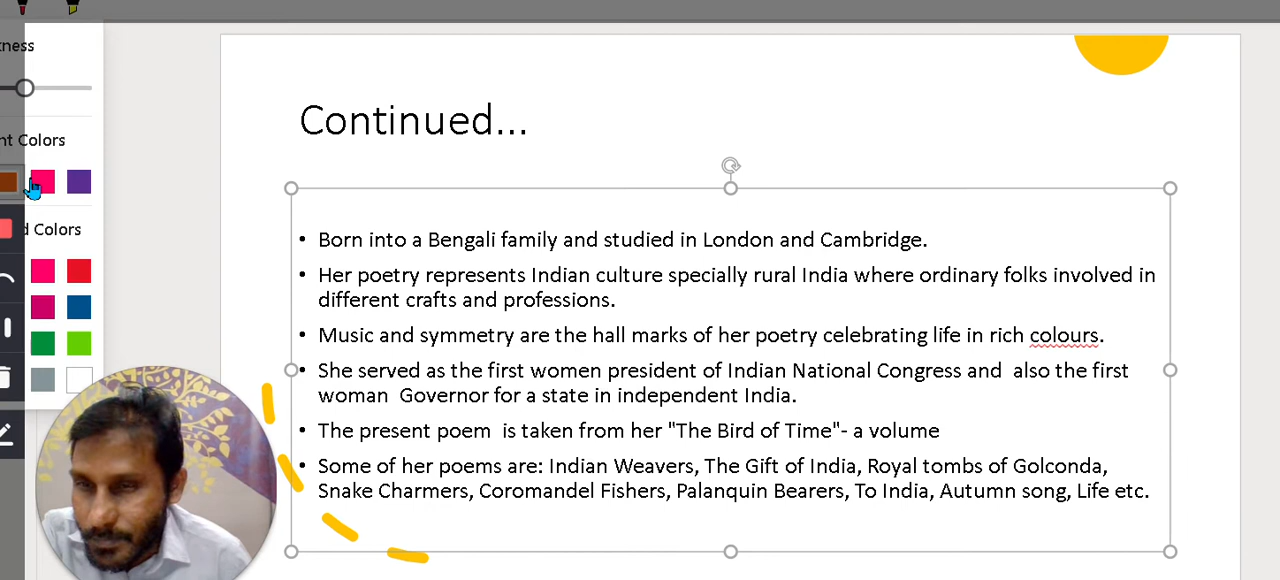 ness
nt Colors
d Colors
Continued...
• Born into a Bengali family and studied in London and Cambridge.
• Her poetry represents Indian culture specially rural India where ordinary folks involved in
different crafts and professions.
• Music and symmetry are the hall marks of her poetry celebrating life in rich colours.
• She served as the first women president of Indian National Congress and  also the first
woman  Governor for a state in independent India.
• The present poem  is taken from her "The Bird of Time"- a volume
• Some of her poems are: Indian Weavers, The Gift of India, Royal tombs of Golconda,
Snake Charmers, Coromandel Fishers, Palanquin Bearers, To India, Autumn song, Life etc.